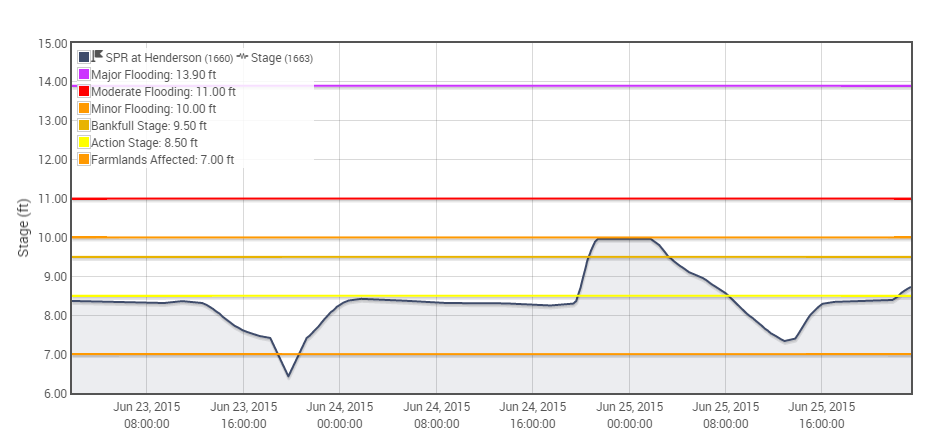 15.00
14.00
13.00
12.00
11.00
10.00
9.00
8.00
7.00
6.00
Stage (ft)
SPR at Henderson (1660) Stage (1663)
Major Flooding: 13.90 ft
Moderate Flooding: 11.00 ft
Minor Flooding: 10.00 ft
Bankfull Stage: 9.50 ft
Action Stage: 8.50 ft
Farmlands Affected: 7.00 ft
Jun 23, 2015
08:00:00
Jun 23, 2015
16:00:00
Jun 24, 2015
00:00:00
Jun 24, 2015
08:00:00
Jun 24, 2015
16:00:00
Jun 25, 2015
00:00:00
Jun 25, 2015
08:00:00
Jun 25, 2015
16:00:00